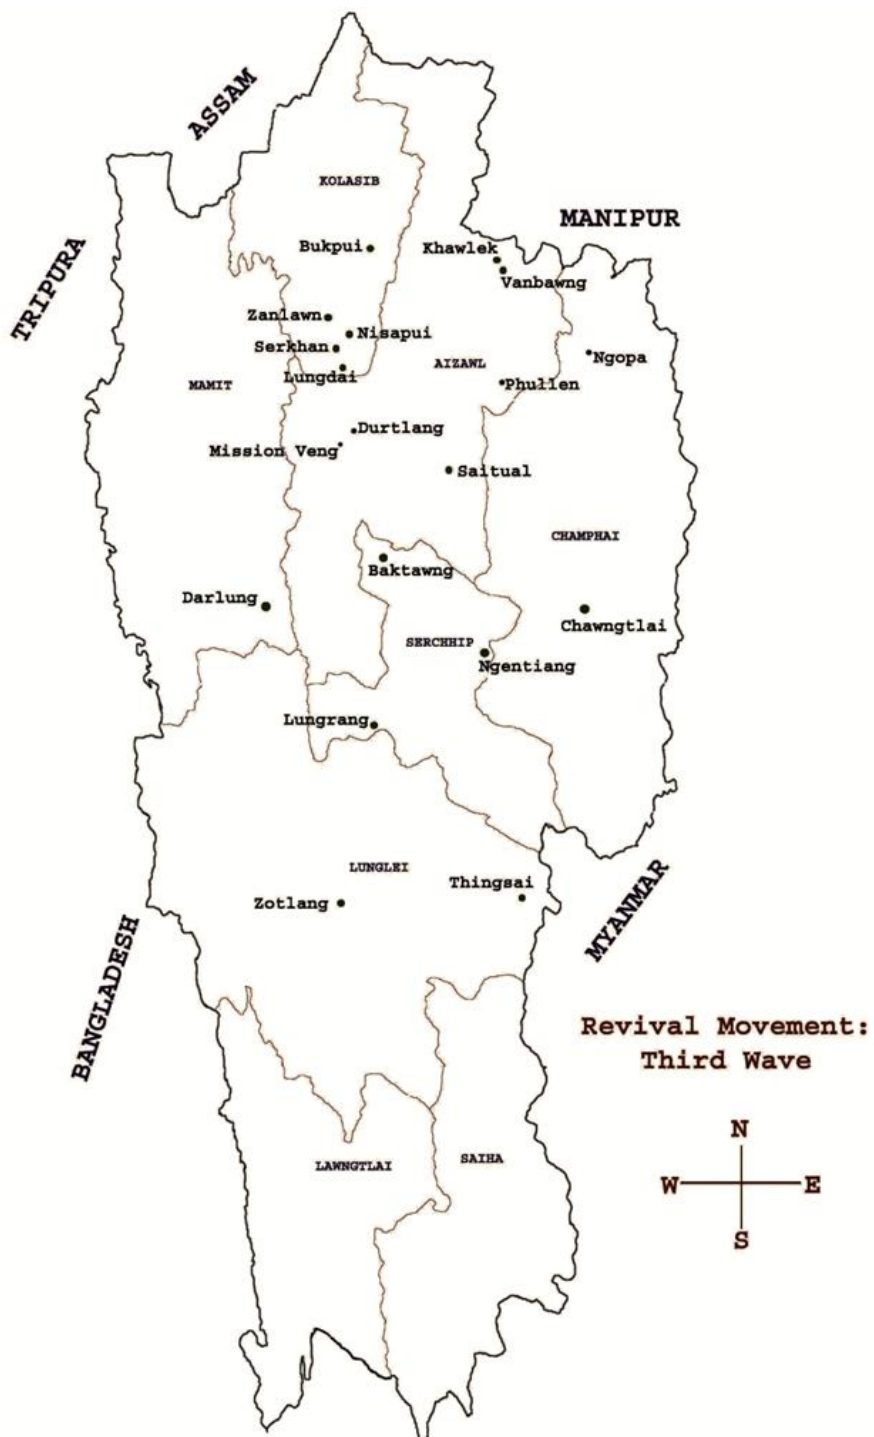 ASSAM
KOLASIB
MANIPUR
TRIPURA
Bukpui
Khawlek
Vanbawng
Zanlawn
Nisapui
Serkhan
Ngopa
AIZAWL
Lungdai
MAMIT
Phullen
Durtlang
Mission Veng
Saitual
CHAMPHAI
Baktawng
Darlung
Chawngtlai
SERCHHIP
Ngentiang
Lungrang
LUNGLEI
Thingsai
Zotlang
MYANMAR
BANGLADESH
Revival Movement:
Third Wave
N
LAWNGTLAI
SAIHA
W E
S